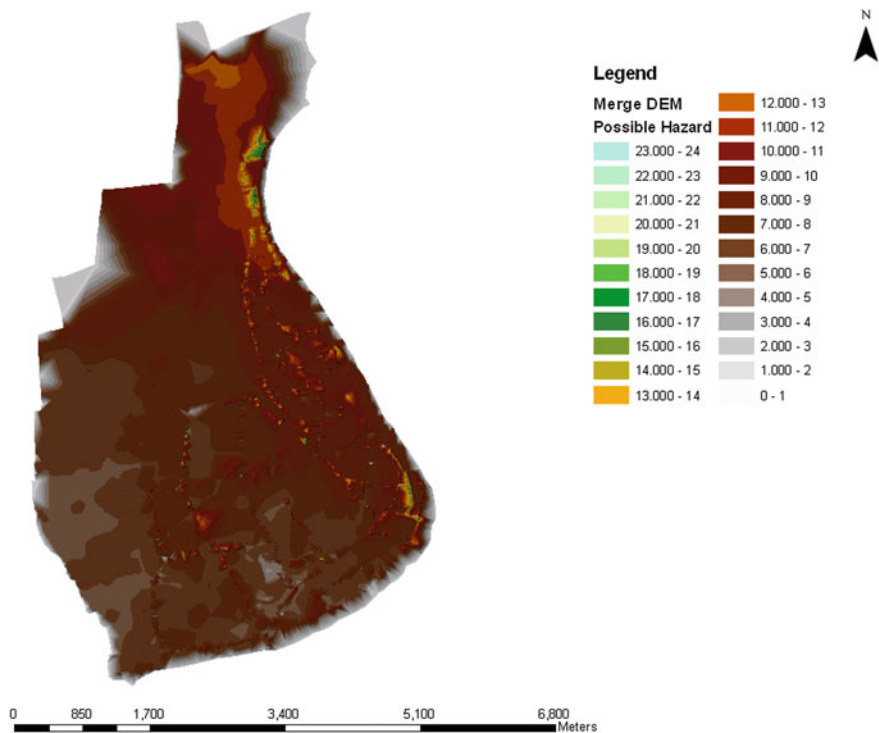 N
Legend
Merge DEM
Possible Hazard
23.000 - 24
22.000 - 23
21.000 - 22
20.000 - 21
19.000 - 20
18.000 - 19
17.000 - 18
16.000 - 17
15.000 - 16
14.000 - 15
13.000 - 14
12.000 - 13
11.000 - 12
10.000 - 11
9.000 - 10
8.000 - 9
7.000 - 8
6.000 - 7
5.000 - 6
4.000 - 5
3.000 - 4
2.000 - 3
1.000 - 2
0 - 1
0 850 1,700 3,400 5,100 6,800
Meters